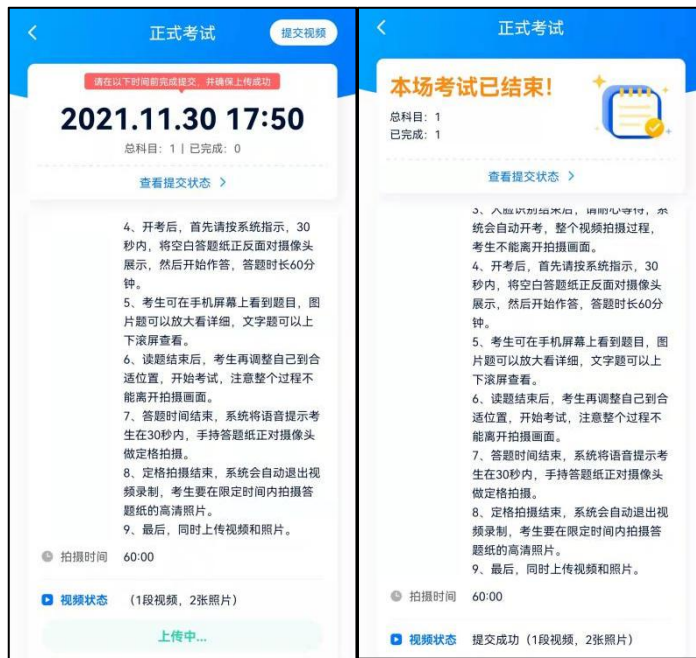 正式考试
提交视频
请在以下时间前完成提交，并确保上传成功
2021.11.30 17:50
总科目：1 | 已完成：0
查看提交状态 >
4、开考后，首先请按系统指示，30
秒内，将空白答题纸正反面对摄像头
展示，然后开始作答，答题时长60分
钟。
5、考生可在手机屏幕上看到题目，图
片题可以放大看详细，文字题可以上
下滚屏查看。
6、读题结束后，考生再调整自己到合
适位置，开始考试，注意整个过程不
能离开拍摄画面。
7、答题时间结束，系统将语音提示考
生在30秒内，手持答题纸正对摄像头
做定格拍摄。
8、定格拍摄结束，系统会自动退出视
频录制，考生要在限定时间内拍摄答
题纸的高清照片。
9、最后，同时上传视频和照片。
拍摄时间 60:00
视频状态 （1段视频，2张照片）
上传中...
正式考试
本场考试已结束！
总科目：1
已完成：1
查看提交状态 >
3、人脸识别结束后，请耐心等待，系
统会自动开考，整个视频拍摄过程，
考生不能离开拍摄画面。
4、开考后，首先请按系统指示，30
秒内，将空白答题纸正反面对摄像头
展示，然后开始作答，答题时长60分
钟。
5、考生可在手机屏幕上看到题目，图
片题可以放大看详细，文字题可以上
下滚屏查看。
6、读题结束后，考生再调整自己到合
适位置，开始考试，注意整个过程不
能离开拍摄画面。
7、答题时间结束，系统将语音提示考
生在30秒内，手持答题纸正对摄像头
做定格拍摄。
8、定格拍摄结束，系统会自动退出视
频录制，考生要在限定时间内拍摄答
题纸的高清照片。
9、最后，同时上传视频和照片。
拍摄时间 60:00
视频状态 提交成功（1段视频，2张照片）